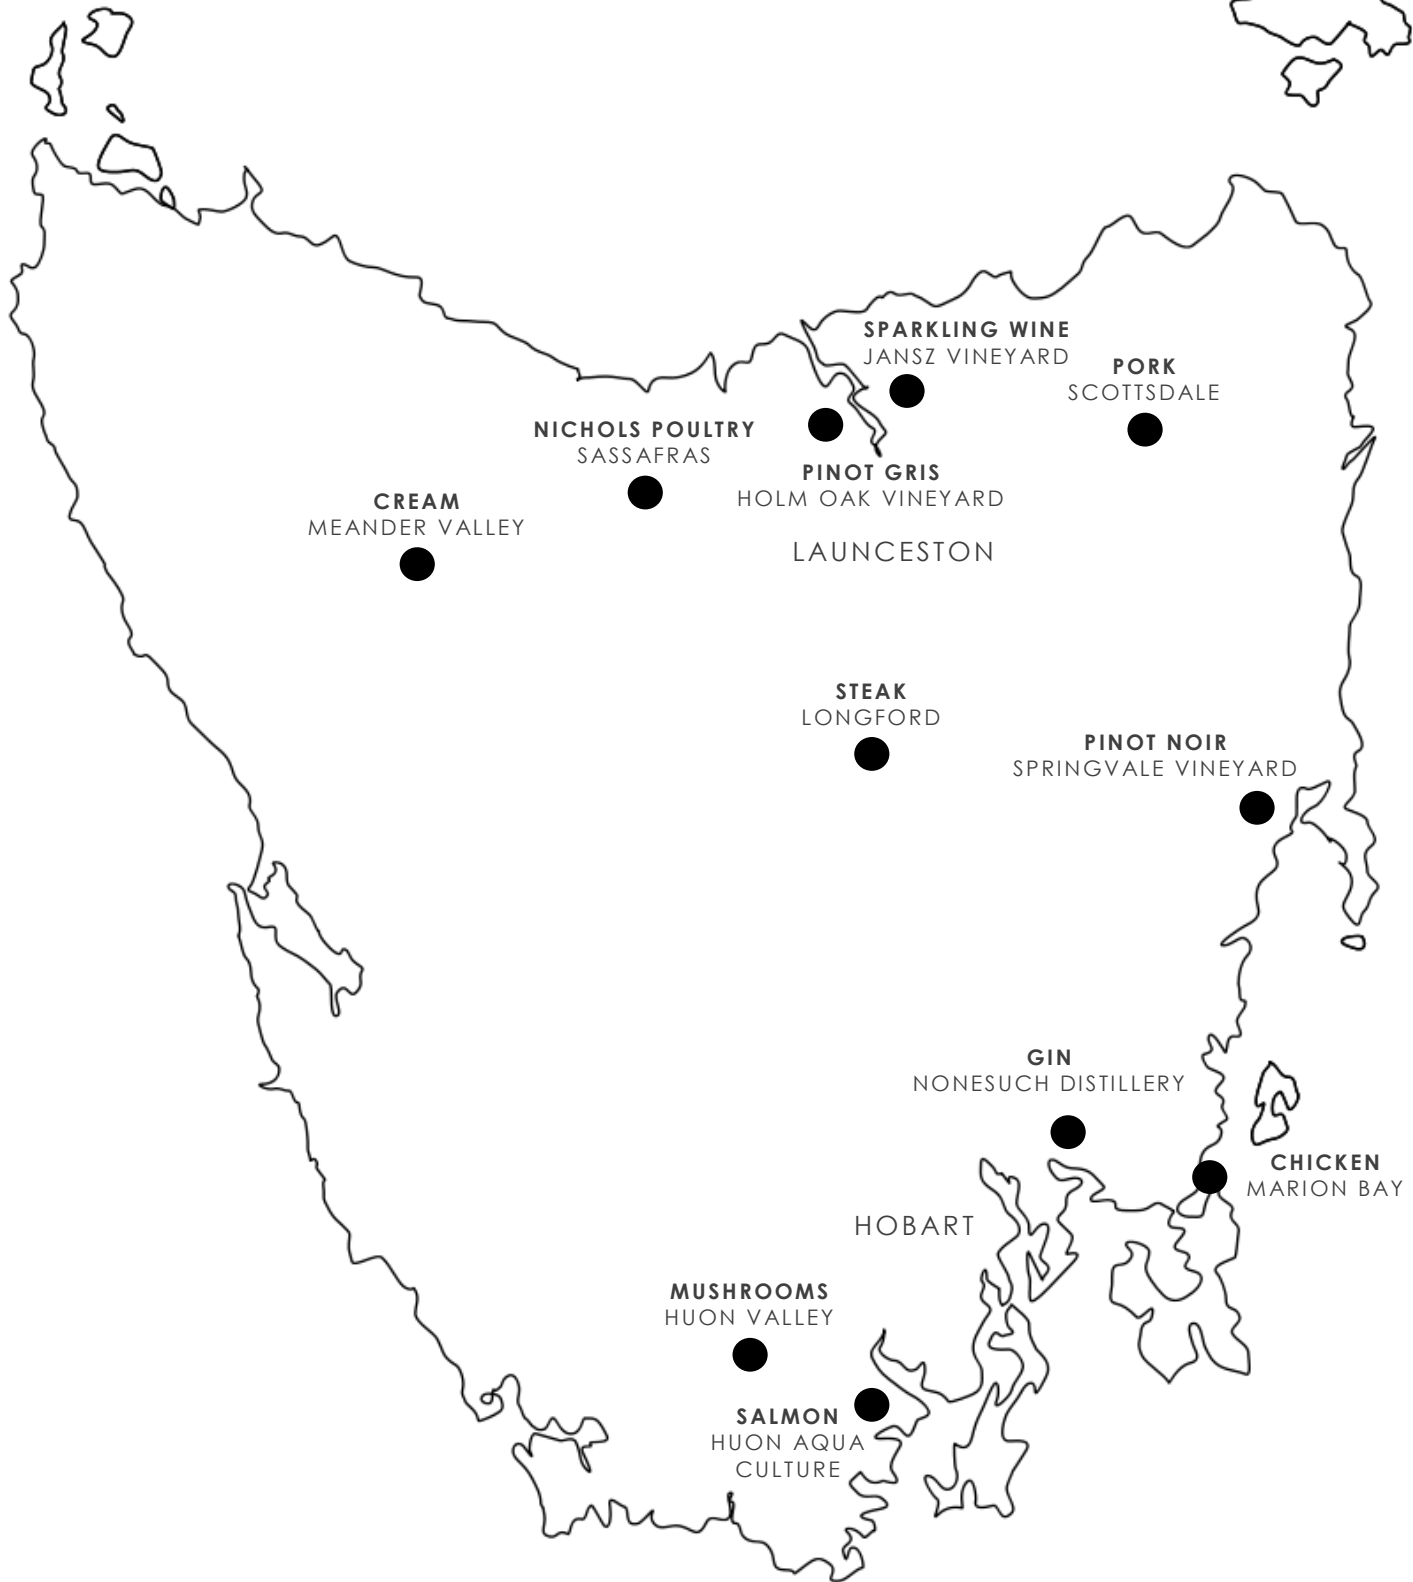 SPARKLING WINE
JANSZ VINEYARD
PORK
SCOTTSDALE
NICHOLS POULTRY
SASSAFRAS
PINOT GRIS
HOLM OAK VINEYARD
CREAM
MEANDER VALLEY
LAUNCESTON
STEAK
LONGFORD
PINOT NOIR
SPRINGVALE VINEYARD
GIN
NONESUCH DISTILLERY
CHICKEN
MARION BAY
HOBART
MUSHROOMS
HUON VALLEY
SALMON
HUON AQUA
CULTURE